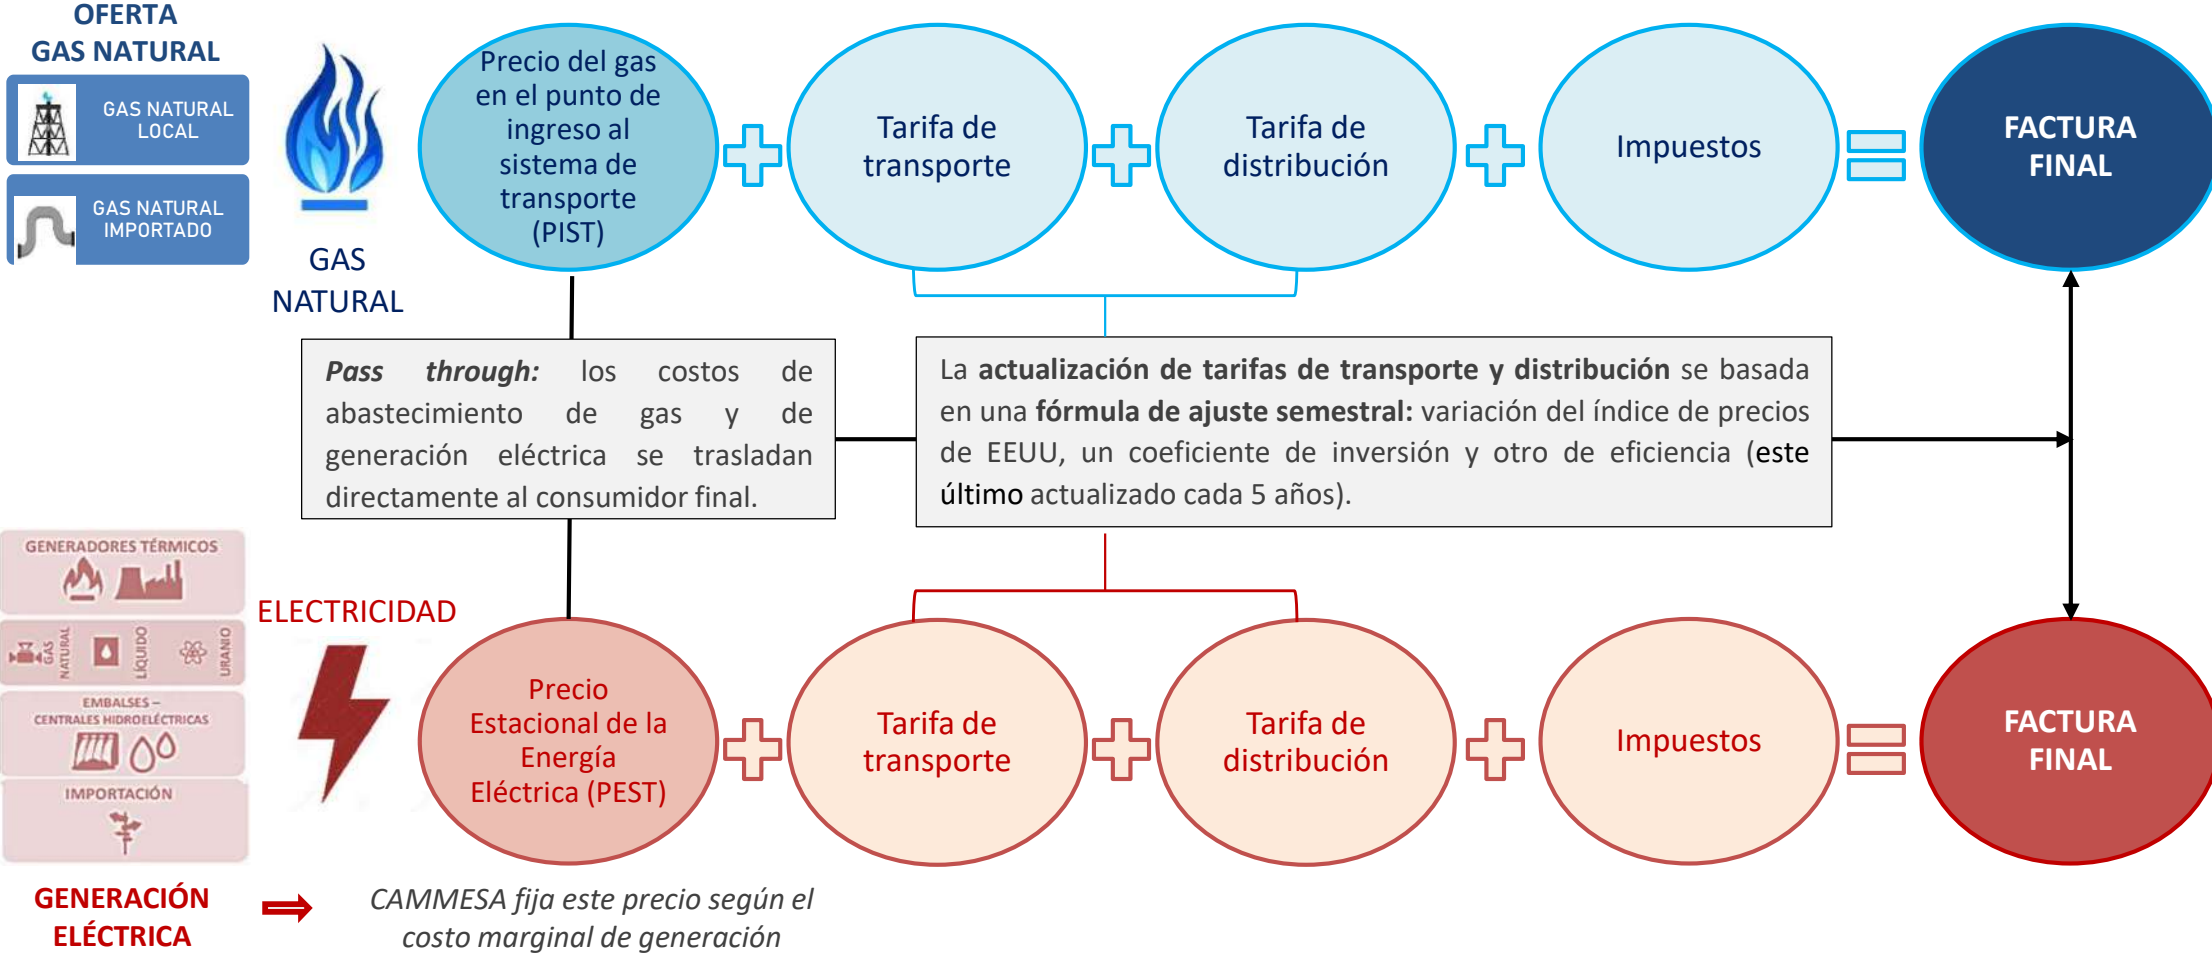 OFERTA
GAS NATURAL
GAS NATURAL
LOCAL
GAS NATURAL
IMPORTADO
GAS
NATURAL
Precio del gas
en el punto de
ingreso al
sistema de
transporte
(PIST)
Tarifa de
transporte
Tarifa de
distribución
Impuestos
FACTURA
FINAL
Pass through: los costos de
abastecimiento de gas y de
generación eléctrica se trasladan
directamente al consumidor final.
La actualización de tarifas de transporte y distribución se basada
en una fórmula de ajuste semestral: variación del índice de precios
de EEUU, un coeficiente de inversión y otro de eficiencia (este
último actualizado cada 5 años).
GENERADORES TÉRMICOS
GAS
NATURAL
LÍQUIDO
URANIO
EMBALSES –
CENTRALES HIDROELÉCTRICAS
IMPORTACIÓN
GENERACIÓN
ELÉCTRICA
ELECTRICIDAD
Precio
Estacional de la
Energía
Eléctrica (PEST)
Tarifa de
transporte
Tarifa de
distribución
Impuestos
FACTURA
FINAL
CAMMESA fija este precio según el
costo marginal de generación